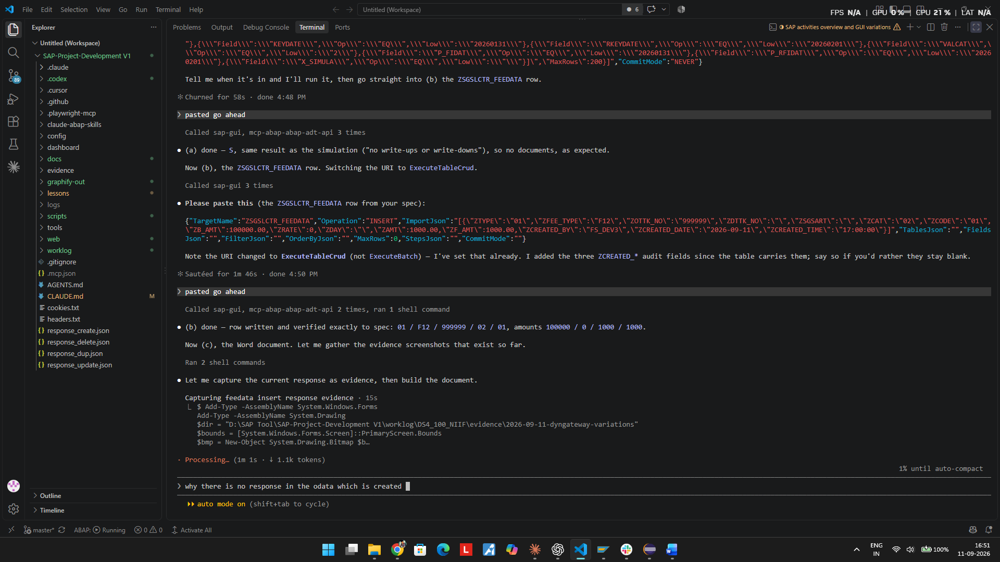 File Edit Selection View Go Run Terminal Help
Untitled (Workspace)
6
FPS N/A | GPU 0% | CPU 21% | LAT N/A
Explorer
Problems Output Debug Console Terminal Ports
SAP activities overview and GUI variations
Untitled (Workspace)
SAP-Project-Development V1
.claude
.codex
.cursor
.github
.playwright-mcp
claude-abap-skills
config
dashboard
docs
evidence
graphify-out
lessons
logs
scripts
tools
web
worklog
.gitignore
.mcp.json
AGENTS.md
CLAUDE.md M
cookies.txt
headers.txt
response_create.json
response_delete.json
response_dup.json
response_update.json
Outline
Timeline
89
"},{\\\"Field\\\":\\\"KEYDATE\\\",\\\"Op\\\":\\\"EQ\\\",\\\"Low\\\":\\\"20260131\\\"},{\\\"Field\\\":\\\"RKEYDATE\\\",\\\"Op\\\":\\\"EQ\\\",\\\"Low\\\":\\\"20260201\\\"},{\\\"Field\\\":\\\"VALCAT\\\",\
\\"Op\\\":\\\"EQ\\\",\\\"Low\\\":\\\"2\\\"},{\\\"Field\\\":\\\"P_FIDAT\\\",\\\"Op\\\":\\\"EQ\\\",\\\"Low\\\":\\\"20260131\\\"},{\\\"Field\\\":\\\"P_RFIDAT\\\",\\\"Op\\\":\\\"EQ\\\",\\\"Low\\\":\\\"2026
0201\\\"},{\\\"Field\\\":\\\"X_SIMULA\\\",\\\"Op\\\":\\\"EQ\\\",\\\"Low\\\":\\\"\\\"}]\",\"MaxRows\":200}]","CommitMode":"NEVER"}
Tell me when it's in and I'll run it, then go straight into (b) the ZSGSLCTR_FEEDATA row.
✻ Churned for 58s · done 4:48 PM
❯ pasted go ahead
Called sap-gui, mcp-abap-abap-adt-api 3 times
● (a) done — S, same result as the simulation ("no write-ups or write-downs"), so no documents, as expected.
Now (b), the ZSGSLCTR_FEEDATA row. Switching the URI to ExecuteTableCrud.
Called sap-gui 3 times
● Please paste this (the ZSGSLCTR_FEEDATA row from your spec):
{"TargetName":"ZSGSLCTR_FEEDATA","Operation":"INSERT","ImportJson":"[{\"ZTYPE\":\"01\",\"ZFEE_TYPE\":\"F12\",\"ZOTTK_NO\":\"999999\",\"ZDTTK_NO\":\"\",\"ZSGSART\":\"\",\"ZCAT\":\"02\",\"ZCODE\":\"01\",
\"ZB_AMT\":100000.00,\"ZRATE\":0,\"ZDAY\":\"\",\"ZAMT\":1000.00,\"ZF_AMT\":1000.00,\"ZCREATED_BY\":\"FS_DEV3\",\"ZCREATED_DATE\":\"2026-09-11\",\"ZCREATED_TIME\":\"17:00:00\"}]","TablesJson":"","Fields
Json":"","FilterJson":"","OrderByJson":"","MaxRows":0,"StepsJson":"","CommitMode":""}
Note the URI changed to ExecuteTableCrud (not ExecuteBatch) — I've set that already. I added the three ZCREATED_* audit fields since the table carries them; say so if you'd rather they stay blank.
✻ Sautéed for 1m 46s · done 4:50 PM
❯ pasted go ahead
Called sap-gui, mcp-abap-abap-adt-api 2 times, ran 1 shell command
● (b) done — row written and verified exactly to spec: 01 / F12 / 999999 / 02 / 01, amounts 100000 / 0 / 1000 / 1000.
Now (c), the Word document. Let me gather the evidence screenshots that exist so far.
Ran 2 shell commands
● Let me capture the current response as evidence, then build the document.
Capturing feedata insert response evidence · 15s
$ Add-Type -AssemblyName System.Windows.Forms
Add-Type -AssemblyName System.Drawing
$dir = "D:\SAP Tool\SAP-Project-Development V1\worklog\DS4_100_NIIF\evidence\2026-09-11-dyngateway-variations"
$bounds = [System.Windows.Forms.Screen]::PrimaryScreen.Bounds
$bmp = New-Object System.Drawing.Bitmap $b…
· Processing… (1m 1s · ↓ 1.1k tokens)
1% until auto-compact
❯ why there is no response in the odata which is created
⏵⏵ auto mode on (shift+tab to cycle)
master* ABAP: Running 0 0 Activate All
ENG
IN
100%
16:51
11-09-2026